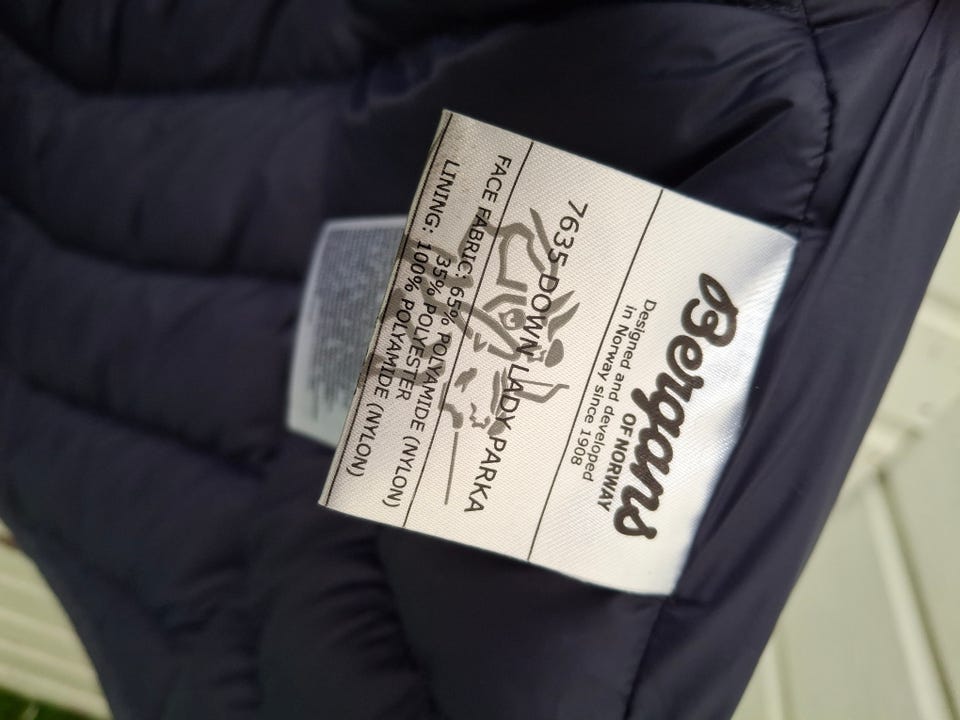 Bergans
OF NORWAY
Designed and developed
in Norway since 1908
7635 DOWN LADY PARKA
FACE FABRIC: 65% POLYAMIDE (NYLON)
35% POLYESTER
LINING: 100% POLYAMIDE (NYLON)